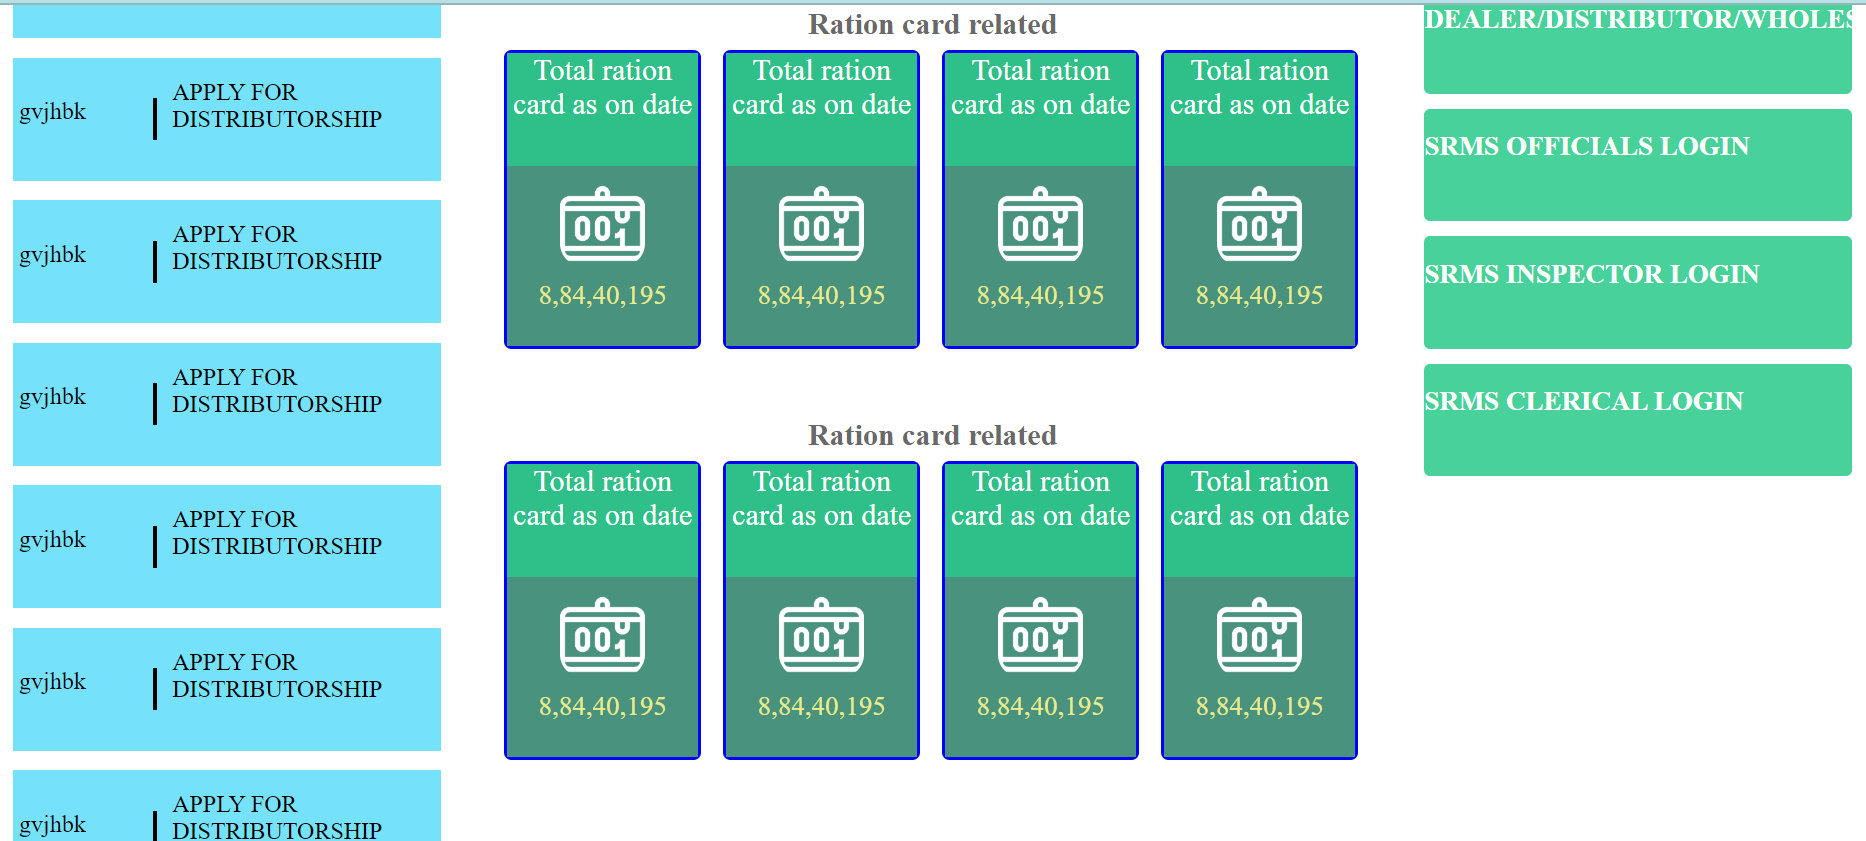 gvjhbk
APPLY FOR
DISTRIBUTORSHIP
gvjhbk
APPLY FOR
DISTRIBUTORSHIP
gvjhbk
APPLY FOR
DISTRIBUTORSHIP
gvjhbk
APPLY FOR
DISTRIBUTORSHIP
gvjhbk
APPLY FOR
DISTRIBUTORSHIP
gvjhbk
APPLY FOR
DISTRIBUTORSHIP
Ration card related
Total ration
card as on date
001
8,84,40,195
Total ration
card as on date
001
8,84,40,195
Total ration
card as on date
001
8,84,40,195
Total ration
card as on date
001
8,84,40,195
Ration card related
Total ration
card as on date
001
8,84,40,195
Total ration
card as on date
001
8,84,40,195
Total ration
card as on date
001
8,84,40,195
Total ration
card as on date
001
8,84,40,195
DEALER/DISTRIBUTOR/WHOLES
SRMS OFFICIALS LOGIN
SRMS INSPECTOR LOGIN
SRMS CLERICAL LOGIN